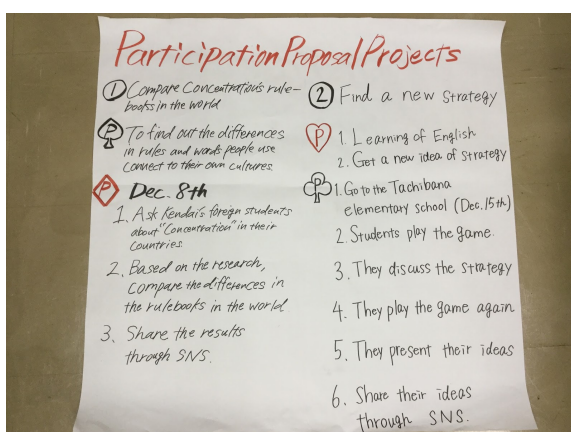 Participation Proposal Projects
① Compare Concentration's rule-
books in the world
P To find out the differences
in rules and words people use
connect to their own cultures.
P Dec. 8th
1. Ask Kendai's foreign students
about "Concentration" in their
Countries.
2. Based on the research,
compare the differences in
the rulebooks in the world
3. Share the results
through SNS.
② Find a new strategy
P 1. Learning of English
2. Get a new idea of strategy
P 1. Go to the Tachibana
elementary school (Dec. 15th)
2. Students play the game.
3. They discuss the strategy
4. They play the game again
5. They present their ideas
6. Share their ideas
through SNS.